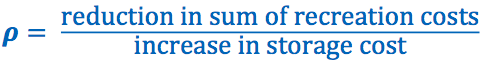 ρ = reduction in sum of recreation costs
increase in storage cost